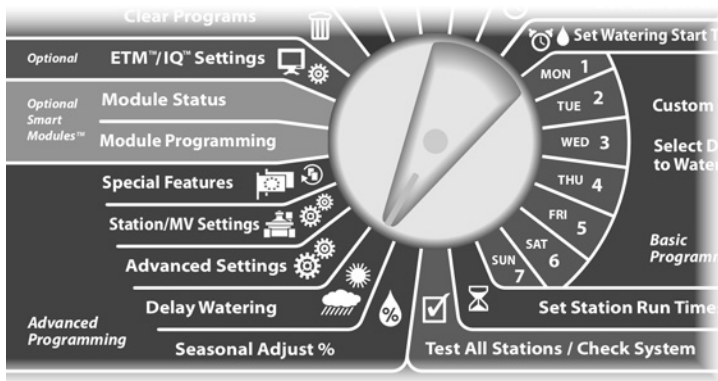 Clear Programs
Optional
ETM™/IQ™ Settings
Optional
Smart
Modules™
Module Status
Module Programming
Special Features
Station/MV Settings
Advanced Settings
Delay Watering
Advanced
Programming
Seasonal Adjust %
%
Set Watering Start T
MON 1
TUE 2
WED 3
THU 4
FRI 5
SAT 6
SUN 7
Custom
Select D
to Water
Basic
Programm
Set Station Run Time
Test All Stations / Check System